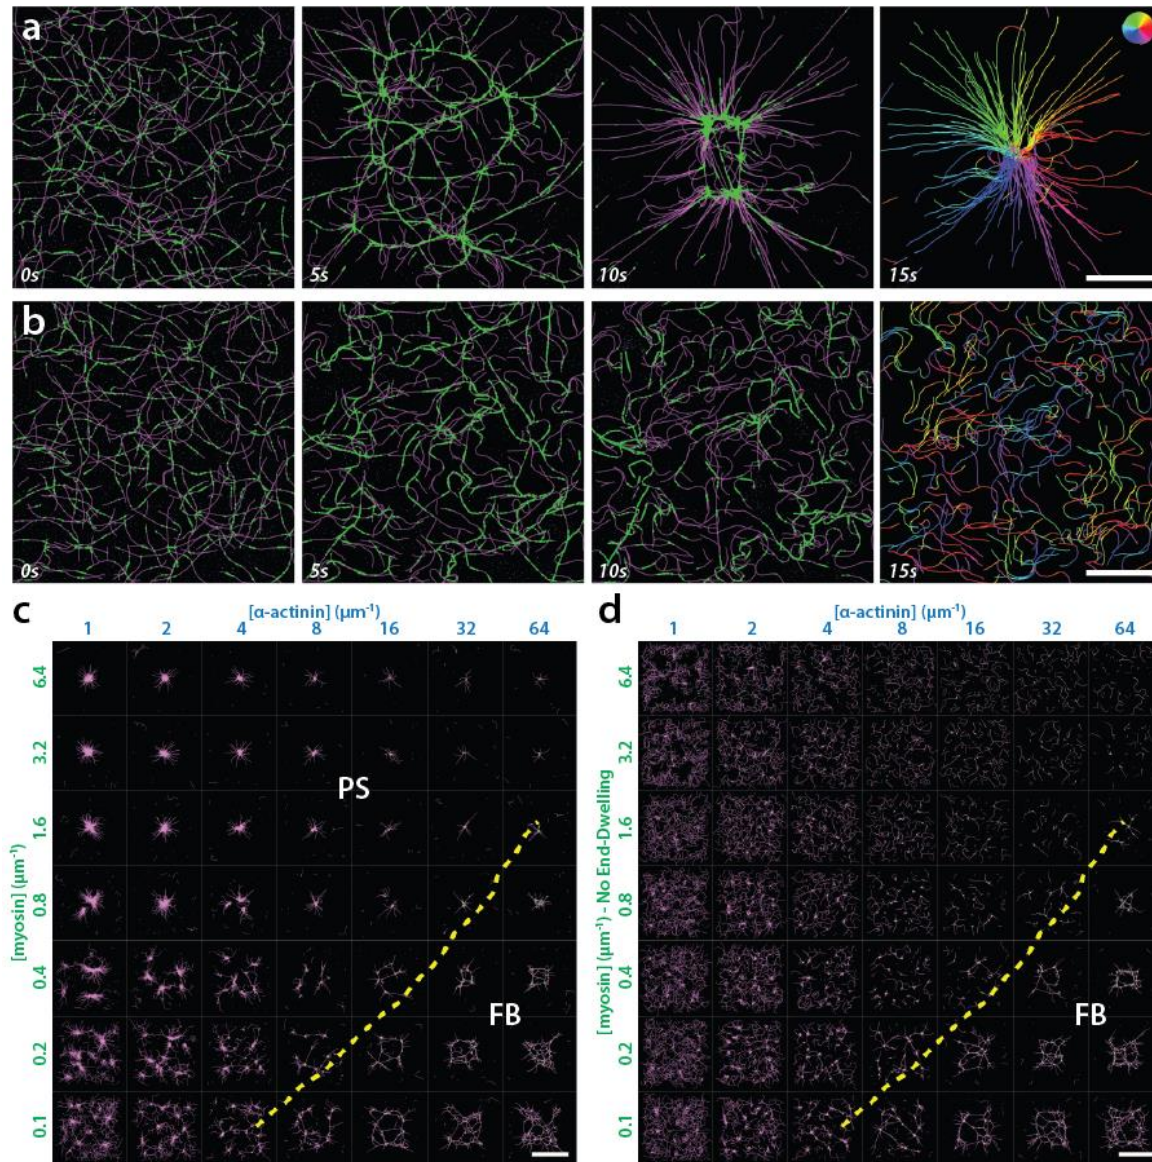 a
0s
5s
10s
15s
b
0s
5s
10s
15s
c
[α-actinin] (µm⁻¹)
1 2 4 8 16 32 64
[myosin] (µm⁻¹)
6.4
3.2
1.6
0.8
0.4
0.2
0.1
PS
FB
d
[α-actinin] (µm⁻¹)
1 2 4 8 16 32 64
[myosin] (µm⁻¹) - No End-Dwelling
6.4
3.2
1.6
0.8
0.4
0.2
0.1
FB